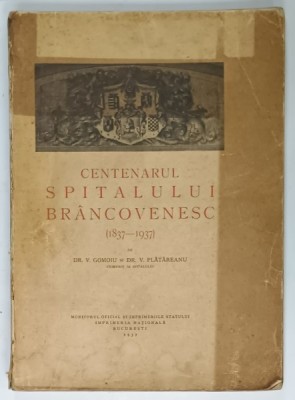 CENTENARUL
SPITALULUI
BRÂNCOVENESC
(1837—1937)
DE
DR. V. GOMOIU ȘI DR. V. PLĂTĂREANU
MONITORUL OFICIAL ȘI IMPRIMERIILE STATULUI
IMPRIMERIA NAȚIONALĂ
BUCUREȘTI